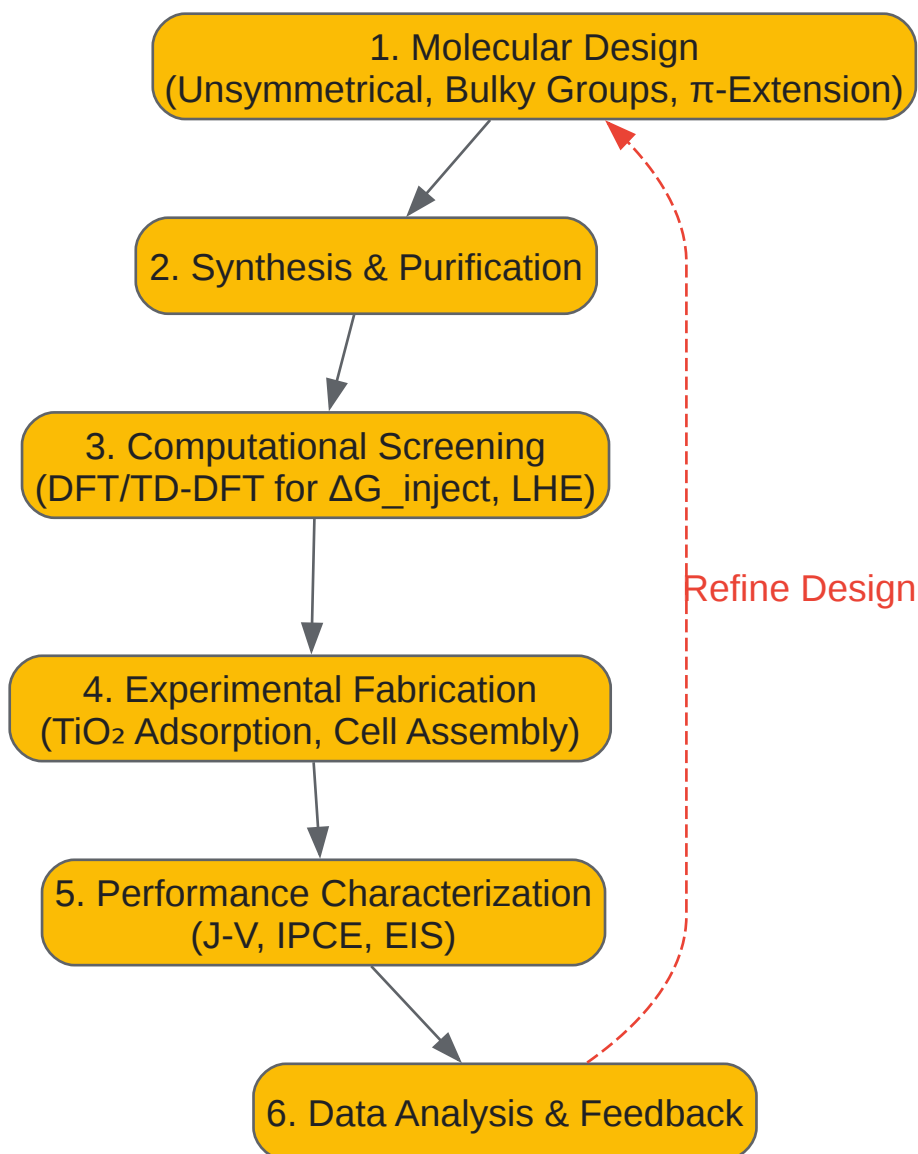 1. Molecular Design
(Unsymmetrical, Bulky Groups, π-Extension)
2. Synthesis & Purification
3. Computational Screening
(DFT/TD-DFT for ΔG_inject, LHE)
Refine Design
4. Experimental Fabrication
(TiO₂ Adsorption, Cell Assembly)
5. Performance Characterization
(J-V, IPCE, EIS)
6. Data Analysis & Feedback